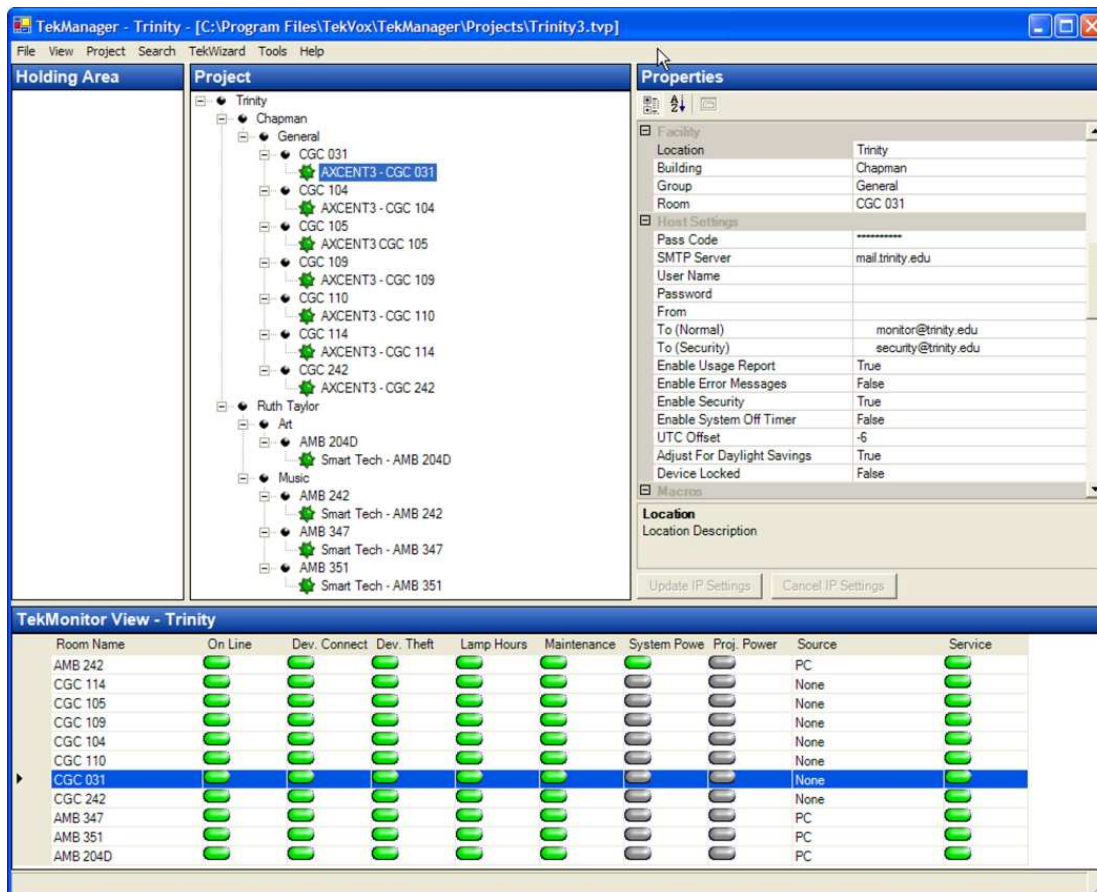 TekManager - Trinity - [C:\Program Files\TekVox\TekManager\Projects\Trinity3.tvp]
File View Project Search TekWizard Tools Help
Holding Area
Project
Trinity
Chapman
General
CGC 031
AXCENT3 - CGC 031
CGC 104
AXCENT3 - CGC 104
CGC 105
AXCENT3 CGC 105
CGC 109
AXCENT3 - CGC 109
CGC 110
AXCENT3 - CGC 110
CGC 114
AXCENT3 - CGC 114
CGC 242
AXCENT3 - CGC 242
Ruth Taylor
Art
AMB 204D
Smart Tech - AMB 204D
Music
AMB 242
Smart Tech - AMB 242
AMB 347
Smart Tech - AMB 347
AMB 351
Smart Tech - AMB 351
Properties
Facility
Location Trinity
Building Chapman
Group General
Room CGC 031
Host Settings
Pass Code **********
SMTP Server mail.trinity.edu
User Name
Password
From
To (Normal) monitor@trinity.edu
To (Security) security@trinity.edu
Enable Usage Report True
Enable Error Messages False
Enable Security True
Enable System Off Timer False
UTC Offset -6
Adjust For Daylight Savings True
Device Locked False
Macros
Location
Location Description
Update IP Settings Cancel IP Settings
TekMonitor View - Trinity
Room Name On Line Dev. Connect Dev. Theft Lamp Hours Maintenance System Powe Proj. Power Source Service
AMB 242 PC
CGC 114 None
CGC 105 None
CGC 109 None
CGC 104 None
CGC 110 None
CGC 031 None
CGC 242 None
AMB 347 PC
AMB 351 PC
AMB 204D PC